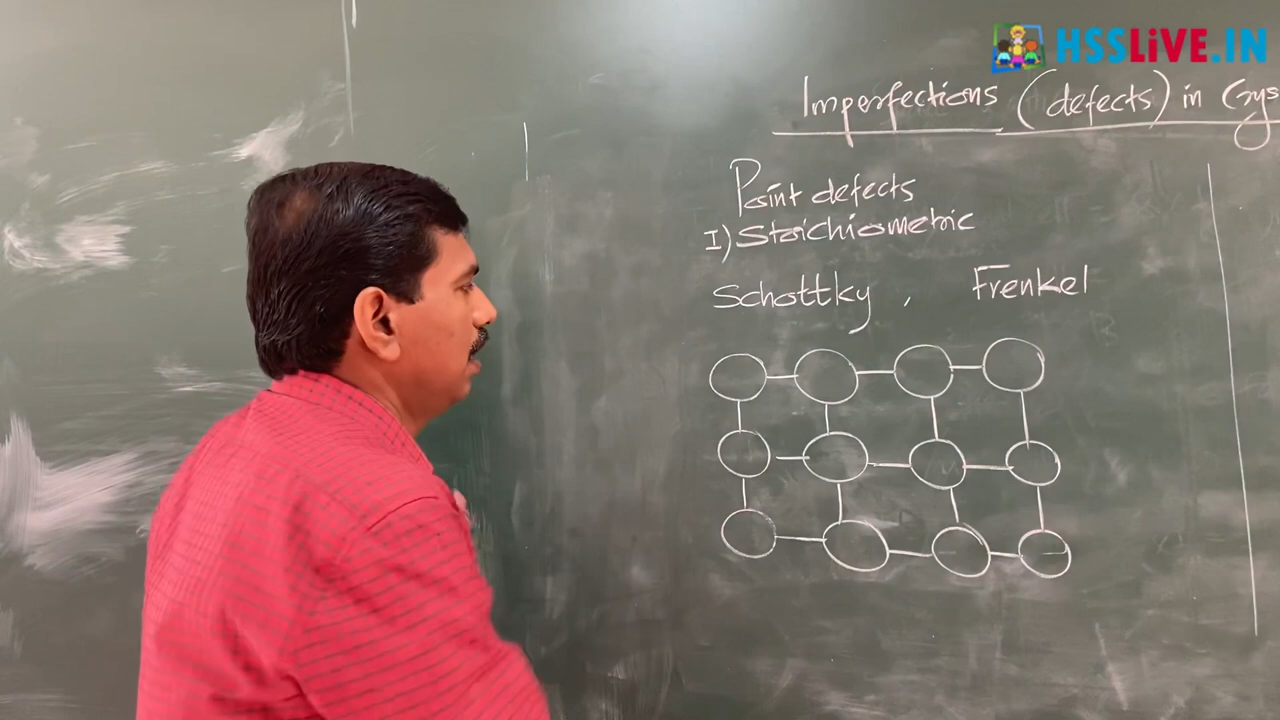 HSSLiVE.IN
Imperfections (defects) in Crys
Point defects
I) Stoichiometric
Schottky , Frenkel